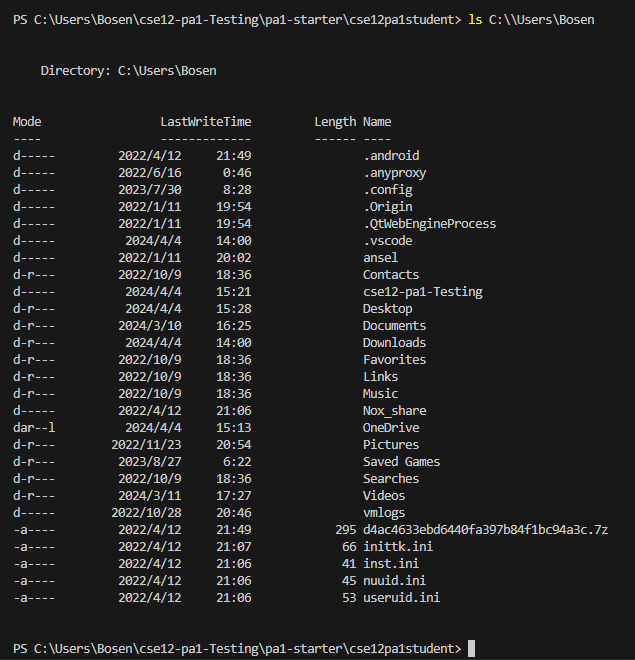 PS C:\Users\Bosen\cse12-pa1-Testing\pa1-starter\cse12pa1student> ls C:\\Users\Bosen
Directory: C:\Users\Bosen
Mode LastWriteTime Length Name
---- ------------- ------ ----
d----- 2022/4/12 21:49 .android
d----- 2022/6/16 0:46 .anyproxy
d----- 2023/7/30 8:28 .config
d----- 2022/1/11 19:54 .Origin
d----- 2022/1/11 19:54 .QtWebEngineProcess
d----- 2024/4/4 14:00 .vscode
d----- 2022/1/11 20:02 ansel
d-r--- 2022/10/9 18:36 Contacts
d----- 2024/4/4 15:21 cse12-pa1-Testing
d-r--- 2024/4/4 15:28 Desktop
d-r--- 2024/3/10 16:25 Documents
d-r--- 2024/4/4 14:00 Downloads
d-r--- 2022/10/9 18:36 Favorites
d-r--- 2022/10/9 18:36 Links
d-r--- 2022/10/9 18:36 Music
d----- 2022/4/12 21:06 Nox_share
dar--l 2024/4/4 15:13 OneDrive
d-r--- 2022/11/23 20:54 Pictures
d-r--- 2023/8/27 6:22 Saved Games
d-r--- 2022/10/9 18:36 Searches
d-r--- 2024/3/11 17:27 Videos
d----- 2022/10/28 20:46 vmlogs
-a---- 2022/4/12 21:49 295 d4ac4633ebd6440fa397b84f1bc94a3c.7z
-a---- 2022/4/12 21:07 66 inittk.ini
-a---- 2022/4/12 21:06 41 inst.ini
-a---- 2022/4/12 21:06 45 nuuid.ini
-a---- 2022/4/12 21:06 53 useruid.ini
PS C:\Users\Bosen\cse12-pa1-Testing\pa1-starter\cse12pa1student>